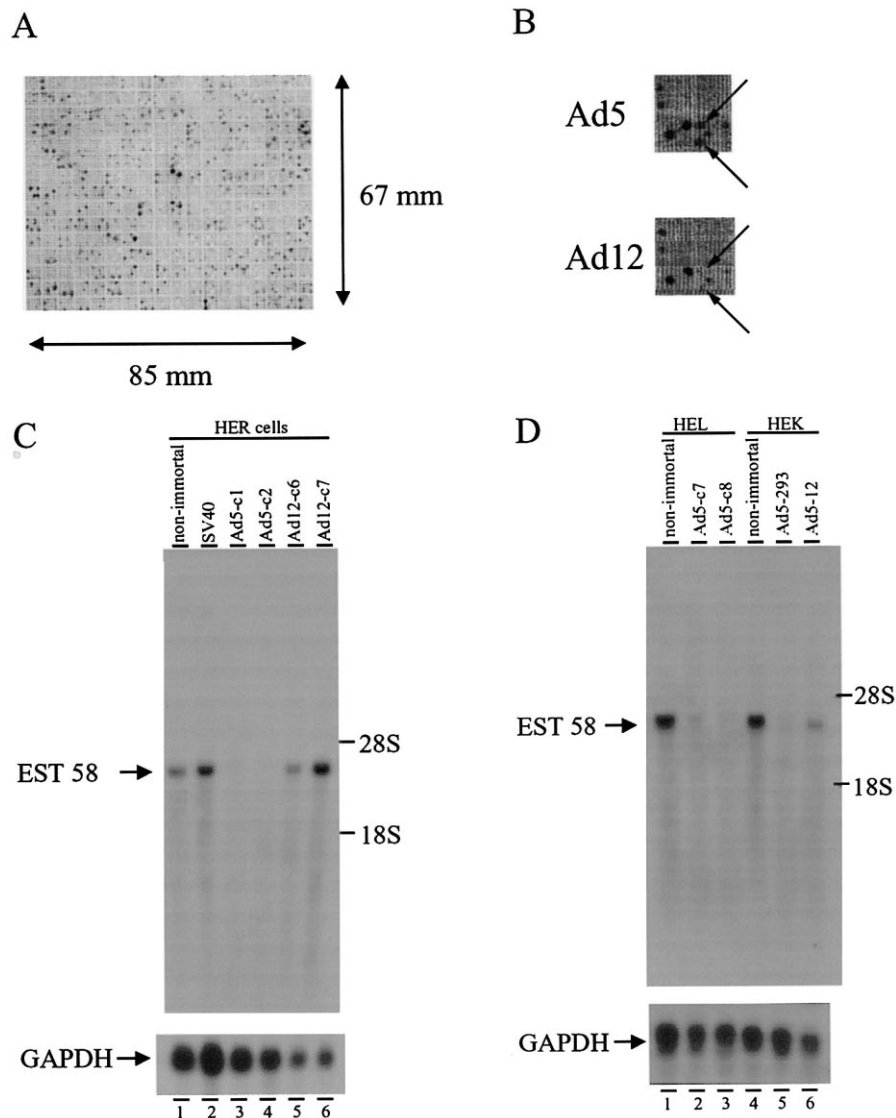 A
67 mm
85 mm
B
Ad5
Ad12
C
HER cells
non-immortal
SV40
Ad5-c1
Ad5-c2
Ad12-c6
Ad12-c7
28S
EST 58
18S
GAPDH
1 2 3 4 5 6
D
HEL HEK
non-immortal
Ad5-c7
Ad5-c8
non-immortal
Ad5-293
Ad5-12
28S
EST 58
18S
GAPDH
1 2 3 4 5 6